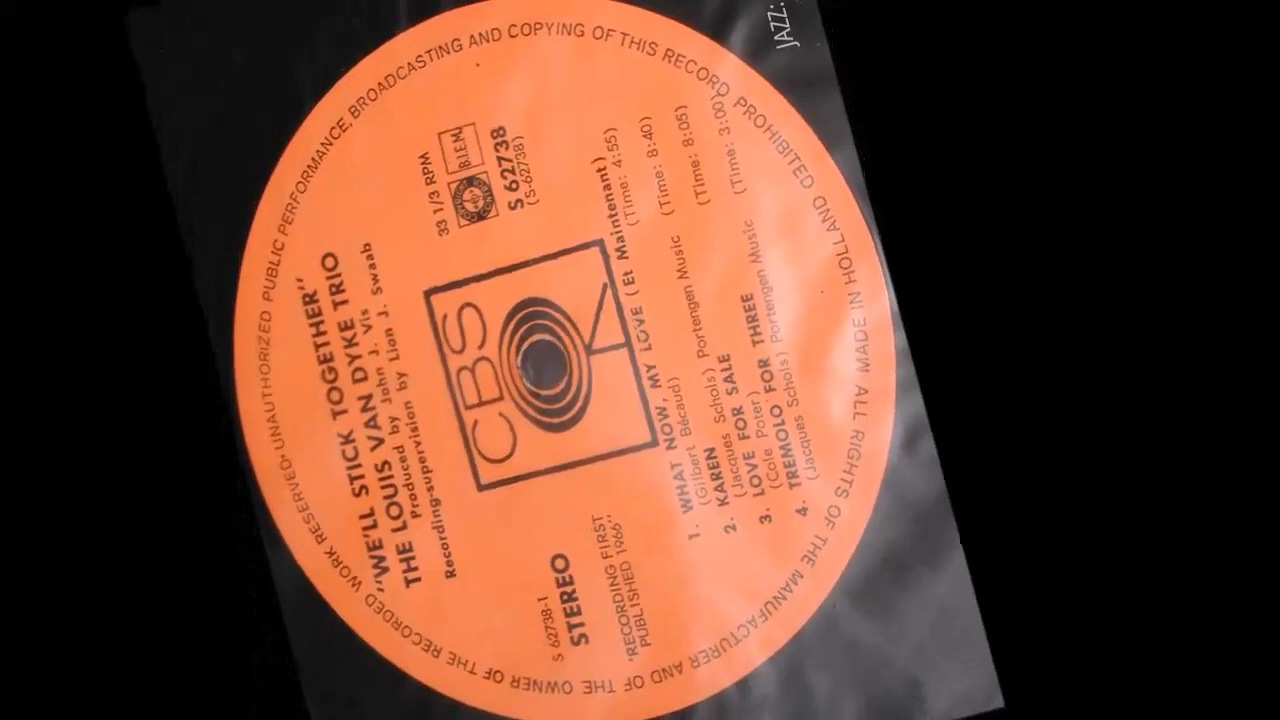 "WE'LL STICK TOGETHER"
THE LOUIS VAN DYKE TRIO
Produced by John J. Vis
Recording-supervision by Lion J. Swaab
33 1/3 RPM
B.I.E.M.
S 62738
(S-62738)
CBS
S 62738-1
STEREO
'RECORDING FIRST
PUBLISHED 1966'
1. WHAT NOW, MY LOVE (Et Maintenant)
(Gilbert Bécaud) (Time: 4:55)
2. KAREN
(Jacques Schols) Portengen Music (Time: 8:40)
3. LOVE FOR SALE
(Cole Poter) (Time: 8:05)
4. TREMOLO FOR THREE
(Jacques Schols) Portengen Music (Time: 3:00)
MADE IN HOLLAND
ALL RIGHTS OF THE MANUFACTURER AND OF THE OWNER OF THE RECORDED WORK RESERVED• UNAUTHORIZED PUBLIC PERFORMANCE, BROADCASTING AND COPYING OF THIS RECORD PROHIBITED
JAZZ: